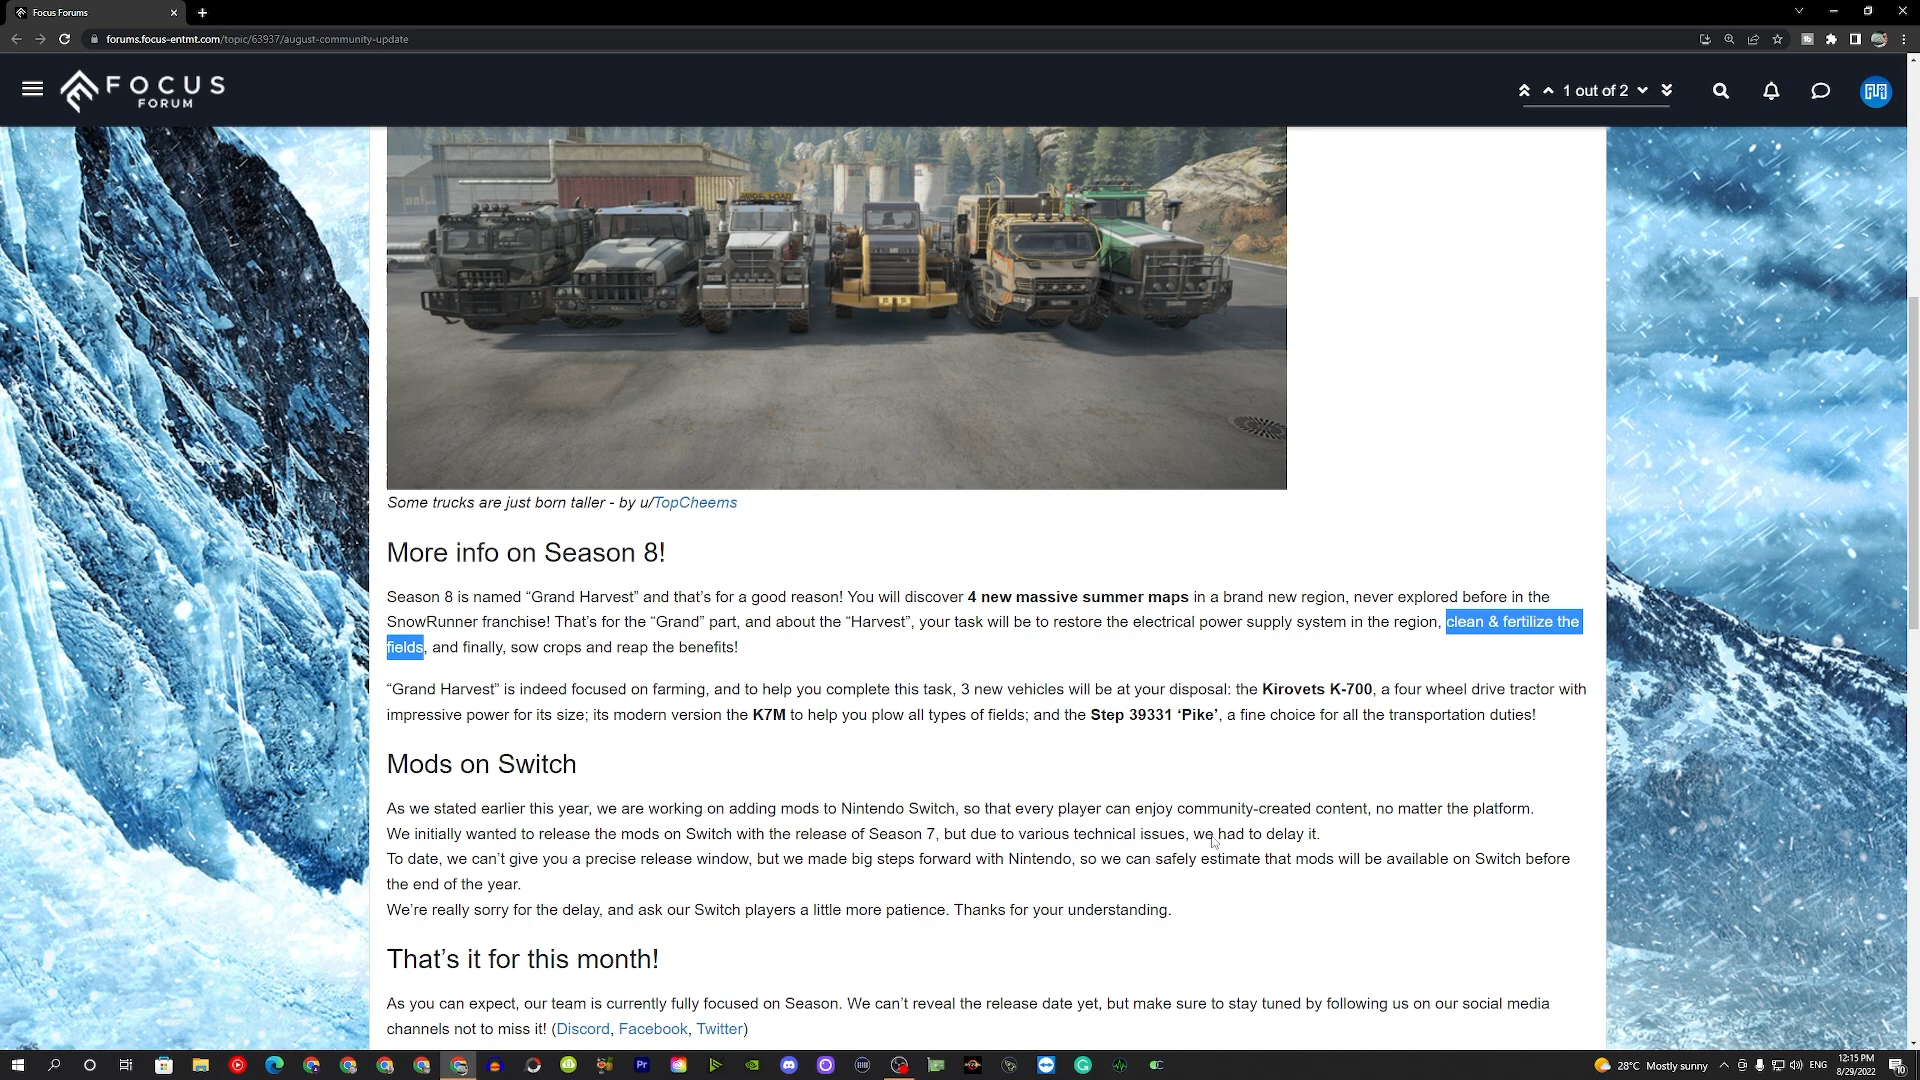 Focus Forums
forums.focus-entmt.com/topic/63937/august-community-update
FOCUS
FORUM
1 out of 2
WIDE LOAD
CAT
Some trucks are just born taller - by u/TopCheems
More info on Season 8!
Season 8 is named “Grand Harvest” and that’s for a good reason! You will discover 4 new massive summer maps in a brand new region, never explored before in the
SnowRunner franchise! That’s for the “Grand” part, and about the “Harvest”, your task will be to restore the electrical power supply system in the region, clean & fertilize the
fields, and finally, sow crops and reap the benefits!
“Grand Harvest” is indeed focused on farming, and to help you complete this task, 3 new vehicles will be at your disposal: the Kirovets K-700, a four wheel drive tractor with
impressive power for its size; its modern version the K7M to help you plow all types of fields; and the Step 39331 ‘Pike’, a fine choice for all the transportation duties!
Mods on Switch
As we stated earlier this year, we are working on adding mods to Nintendo Switch, so that every player can enjoy community-created content, no matter the platform.
We initially wanted to release the mods on Switch with the release of Season 7, but due to various technical issues, we had to delay it.
To date, we can’t give you a precise release window, but we made big steps forward with Nintendo, so we can safely estimate that mods will be available on Switch before
the end of the year.
We’re really sorry for the delay, and ask our Switch players a little more patience. Thanks for your understanding.
That’s it for this month!
As you can expect, our team is currently fully focused on Season. We can’t reveal the release date yet, but make sure to stay tuned by following us on our social media
channels not to miss it! (Discord, Facebook, Twitter)
Pr
28°C Mostly sunny
ENG
12:15 PM
8/29/2022
10